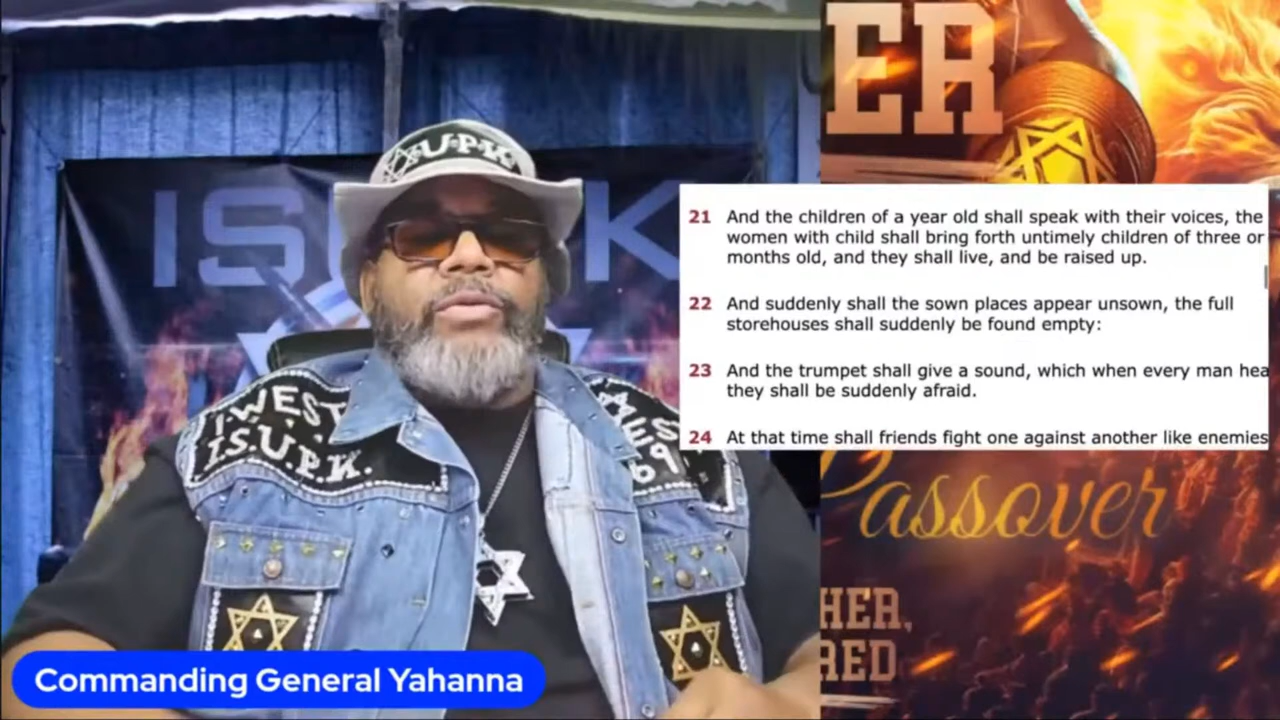 I.S.U.P.K.
ISUPK
1.WEST
I.S.U.P.K.
ER
21 And the children of a year old shall speak with their voices, the
women with child shall bring forth untimely children of three or
months old, and they shall live, and be raised up.
22 And suddenly shall the sown places appear unsown, the full
storehouses shall suddenly be found empty:
23 And the trumpet shall give a sound, which when every man hea
they shall be suddenly afraid.
24 At that time shall friends fight one against another like enemies
Passover
HER,
RED
Commanding General Yahanna